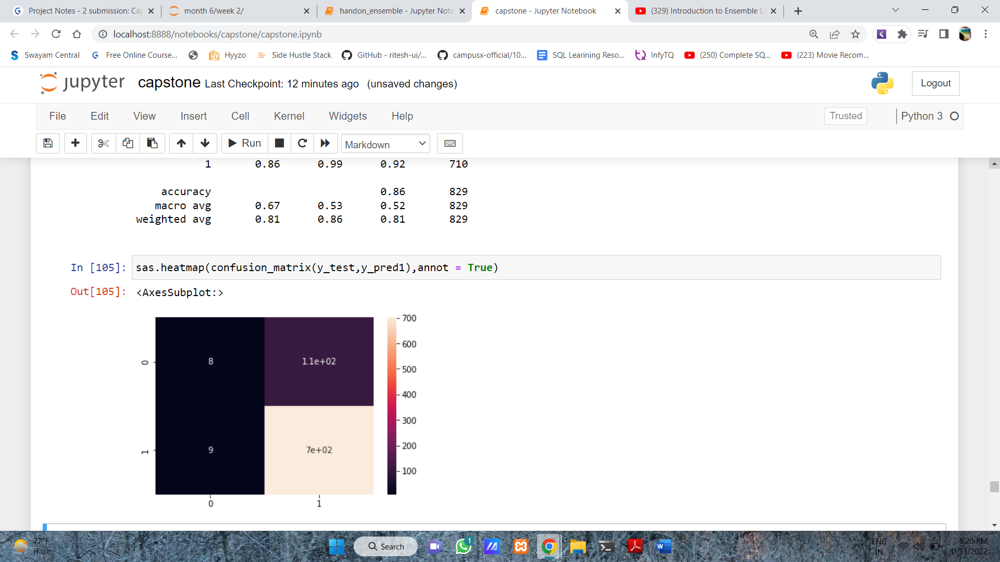 Project Notes - 2 submission: Ca
month 6/week 2/
handon_ensemble - Jupyter Note
capstone - Jupyter Notebook
(329) Introduction to Ensemble L
localhost:8888/notebooks/capstone/capstone.ipynb
Swayam Central
Free Online Course...
Hyyzo
Side Hustle Stack
GitHub - ritesh-ui/...
campusx-official/10...
SQL Learining Reso...
InfyTQ
(250) Complete SQ...
(223) Movie Recom...
jupyter capstone Last Checkpoint: 12 minutes ago (unsaved changes)
Logout
File Edit View Insert Cell Kernel Widgets Help
Trusted
Python 3
Run
Markdown
1 0.86 0.99 0.92 710
accuracy 0.86 829
macro avg 0.67 0.53 0.52 829
weighted avg 0.81 0.86 0.81 829
In [105]: sas.heatmap(confusion_matrix(y_test,y_pred1),annot = True)
Out[105]: <AxesSubplot:>
700
600
500
400
300
200
100
0
8
1.1e+02
1
9
7e+02
0
1
77°F
Haze
Search
1
ENG
IN
6:20 PM
11/13/2022